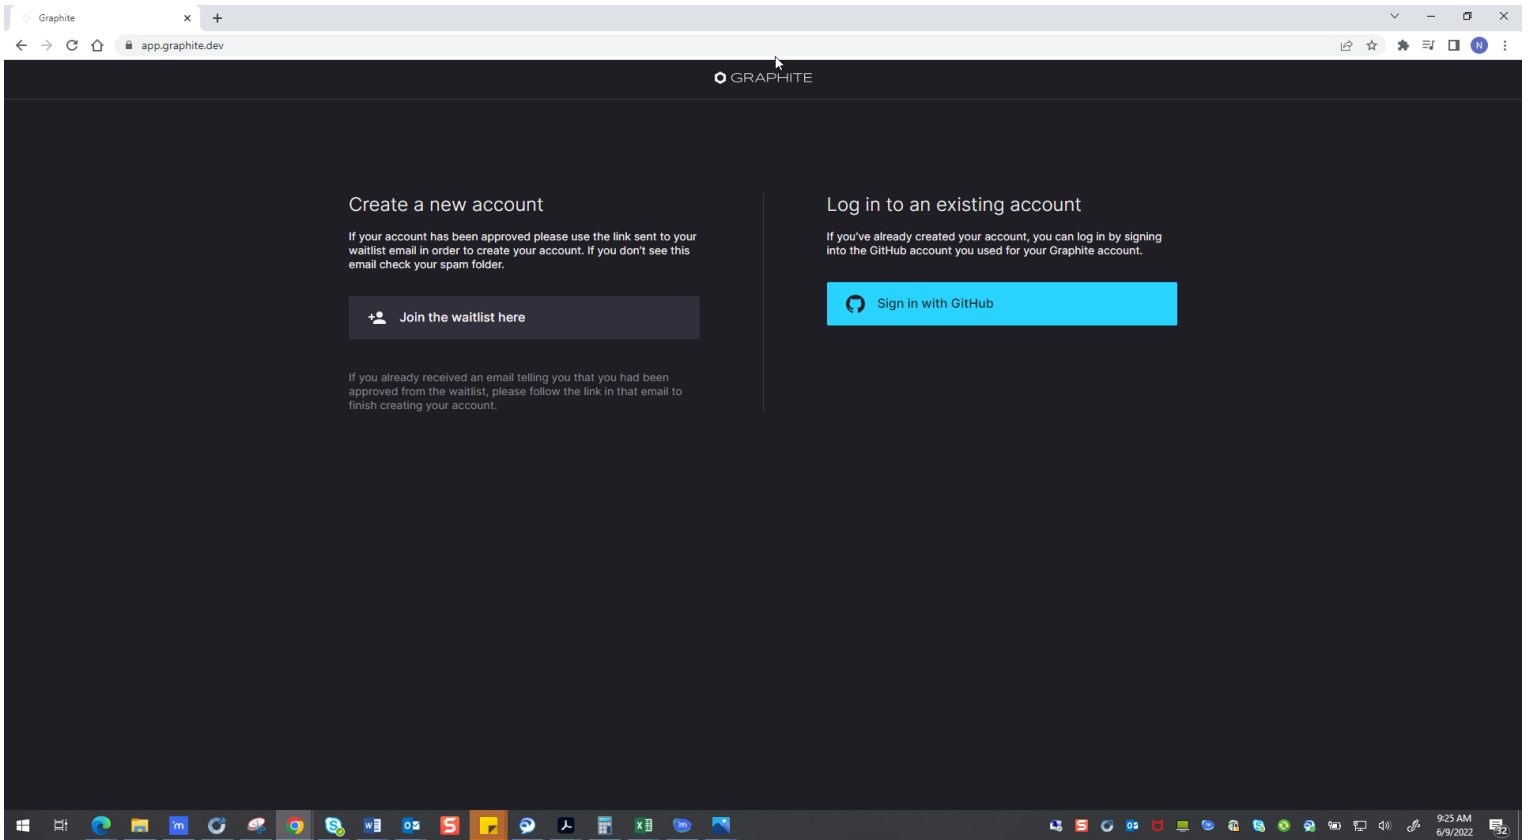 Graphite
app.graphite.dev
N
GRAPHITE
Create a new account
If your account has been approved please use the link sent to your
waitlist email in order to create your account. If you don't see this
email check your spam folder.
Join the waitlist here
If you already received an email telling you that you had been
approved from the waitlist, please follow the link in that email to
finish creating your account.
Log in to an existing account
If you've already created your account, you can log in by signing
into the GitHub account you used for your Graphite account.
Sign in with GitHub
9:25 AM
6/9/2022
32